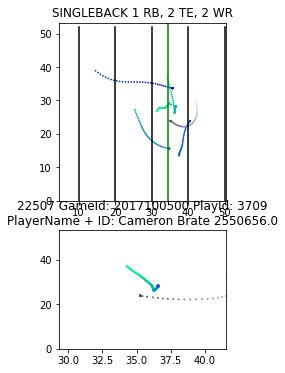 SINGLEBACK 1 RB, 2 TE, 2 WR
50
40
30
20
10
0
10 20 30 40 50
22507 GameId: 2017100500 PlayId: 3709
PlayerName + ID: Cameron Brate 2550656.0
40
20
0
30.0 32.5 35.0 37.5 40.0